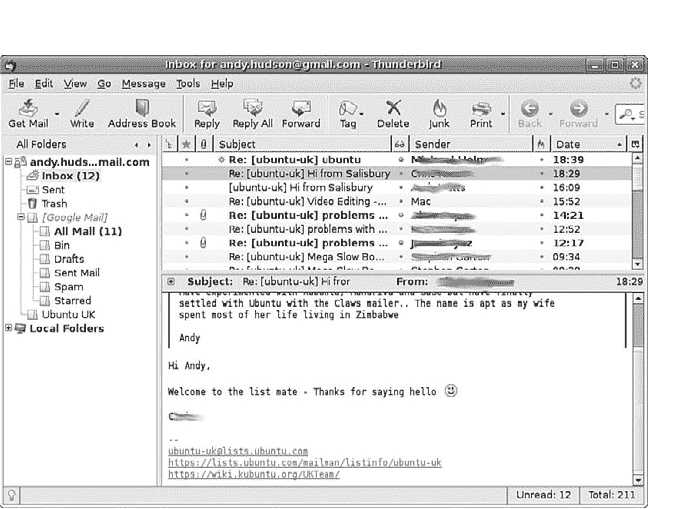 Inbox for andy.hudson@gmail.com - Thunderbird
File Edit View Go Message Tools Help
Get Mail Write Address Book Reply Reply All Forward Tag Delete Junk Print Back Forward
All Folders Subject Sender Date
andy.huds...mail.com
Inbox (12)
Sent
Trash
[Google Mail]
All Mail (11)
Bin
Drafts
Sent Mail
Spam
Starred
Ubuntu UK
Local Folders
Re: [ubuntu-uk] ubuntu 18:39
Re: [ubuntu-uk] Hi from Salisbury 18:29
[ubuntu-uk] Hi from Salisbury 16:09
Re: [ubuntu-uk] Video Editing -... Mac 15:52
Re: [ubuntu-uk] problems ... 14:21
Re: [ubuntu-uk] problems with ... 12:52
Re: [ubuntu-uk] problems ... 12:17
Re: [ubuntu-uk] Mega Slow Bo... 09:34
Subject: Re: [ubuntu-uk] Hi fror From: 18:29
settled with Ubuntu with the Claws mailer.. The name is apt as my wife
spent most of her life living in Zimbabwe
Andy
Hi Andy,
Welcome to the list mate - Thanks for saying hello
--
ubuntu-uk@lists.ubuntu.com
https://lists.ubuntu.com/mailman/listinfo/ubuntu-uk
https://wiki.kubuntu.org/UKTeam/
Unread: 12 Total: 211